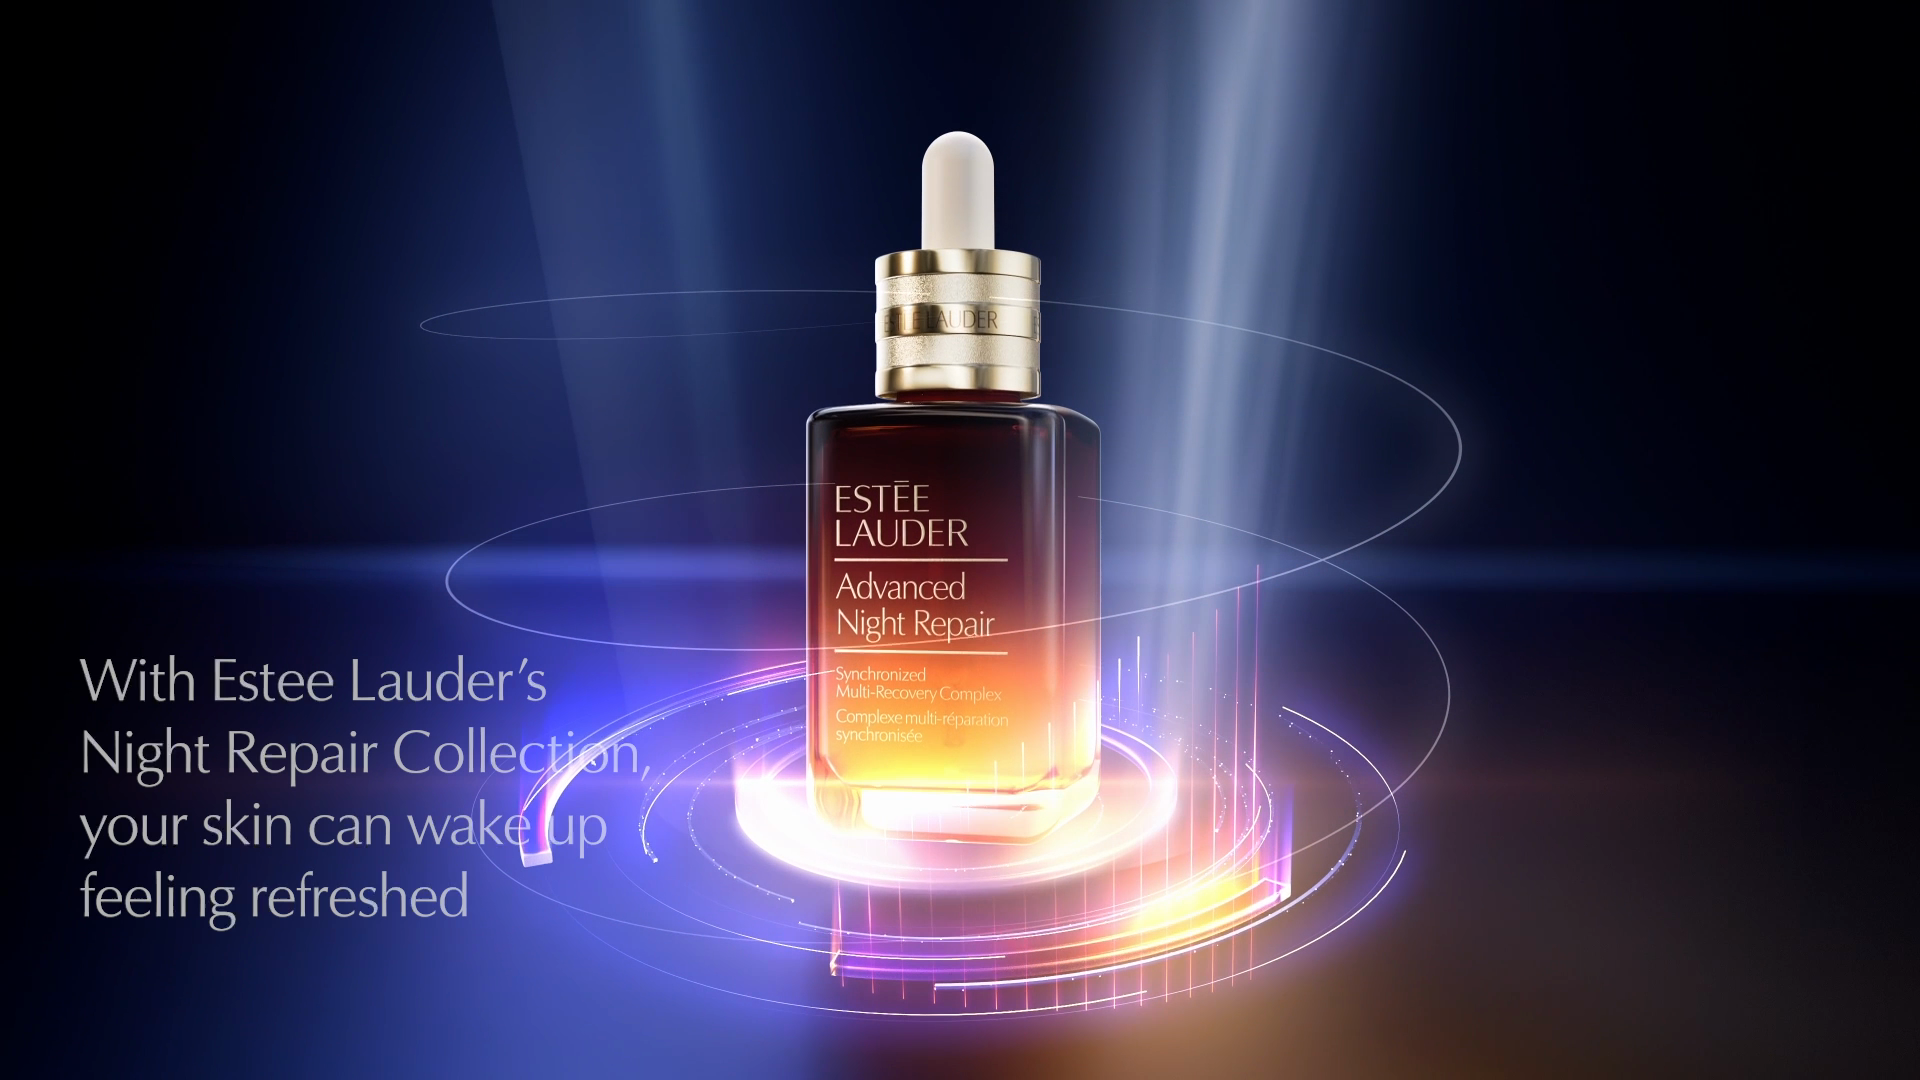 ESTĒE LAUDER
ESTĒE
LAUDER
Advanced
Night Repair
Synchronized
Multi-Recovery Complex
Complexe multi-réparation
synchronisée
With Estee Lauder’s
Night Repair Collection,
your skin can wake up
feeling refreshed